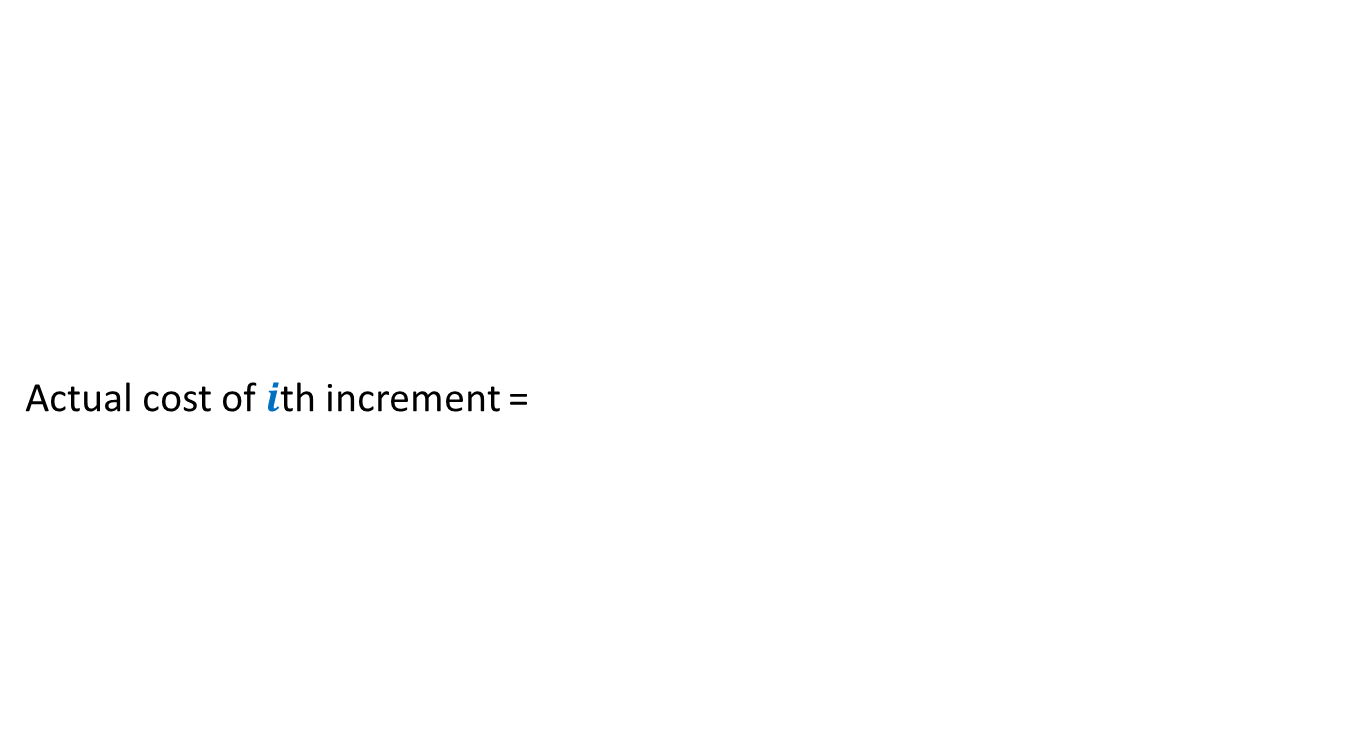 Actual cost of ith increment =